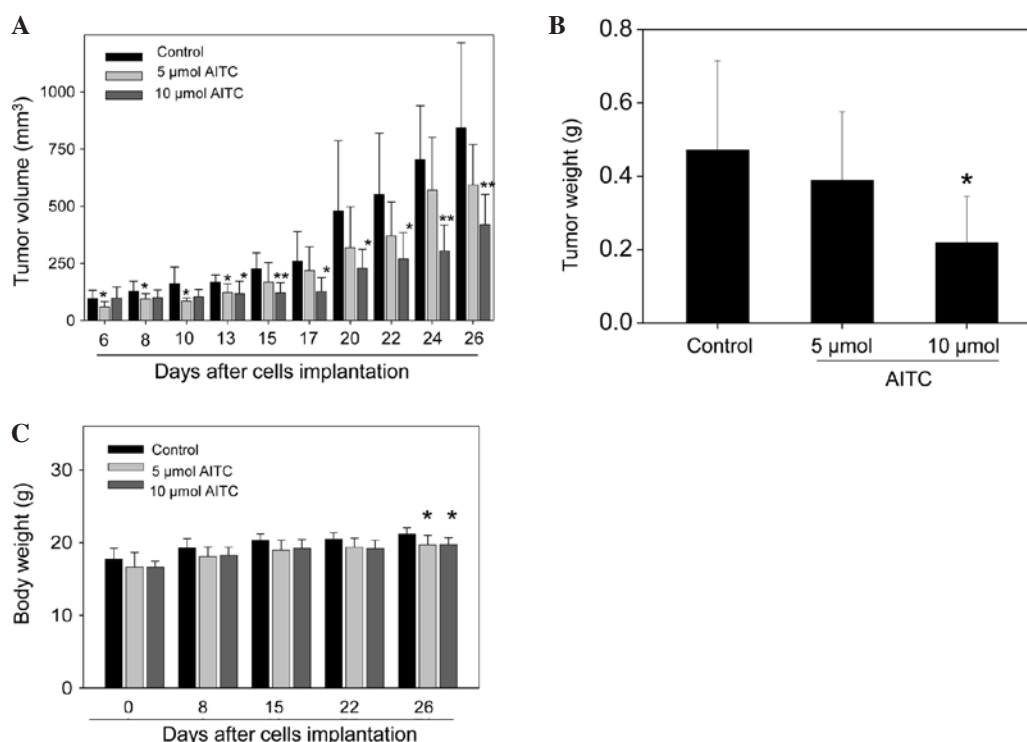 A
Control
5 µmol AITC
10 µmol AITC
Tumor volume (mm³)
1000
750
500
250
0
* * * * * ** * * * ** **
6 8 10 13 15 17 20 22 24 26
Days after cells implantation
B
Tumor weight (g)
0.8
0.6
0.4
0.2
0.0
*
Control 5 µmol 10 µmol
AITC
C
Control
5 µmol AITC
10 µmol AITC
Body weight (g)
30
20
10
0
* *
0 8 15 22 26
Days after cells implantation